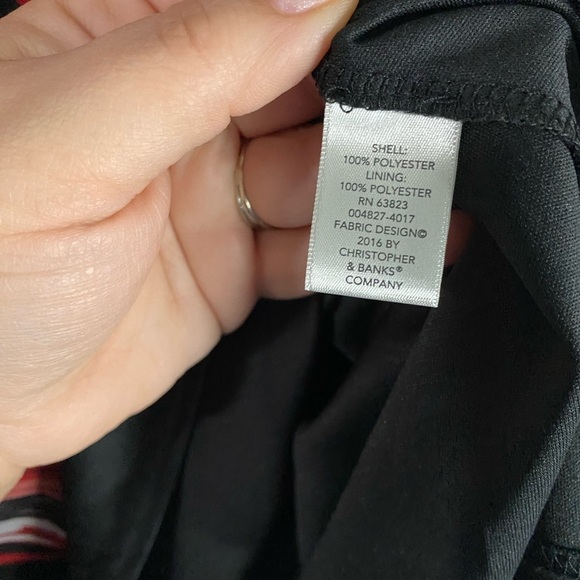 SHELL:
100% POLYESTER
LINING:
100% POLYESTER
RN 63823
004827-4017
FABRIC DESIGN©
2016 BY
CHRISTOPHER
& BANKS®
COMPANY